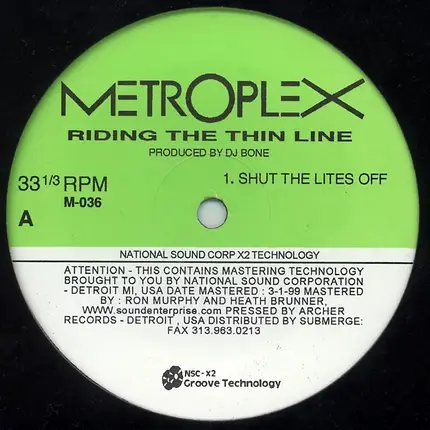 METROPLEX
RIDING THE THIN LINE
PRODUCED BY DJ BONE
33 1/3 RPM
M-036
A
1. SHUT THE LITES OFF
NATIONAL SOUND CORP X2 TECHNOLOGY
ATTENTION - THIS CONTAINS MASTERING TECHNOLOGY
BROUGHT TO YOU BY NATIONAL SOUND CORPORATION
- DETROIT MI, USA DATE MASTERED : 3-1-99 MASTERED
BY : RON MURPHY AND HEATH BRUNNER,
WWW.soundenterprise.com PRESSED BY ARCHER
RECORDS - DETROIT , USA DISTRIBUTED BY SUBMERGE:
FAX 313.963.0213
NSC-X2
Groove Technology